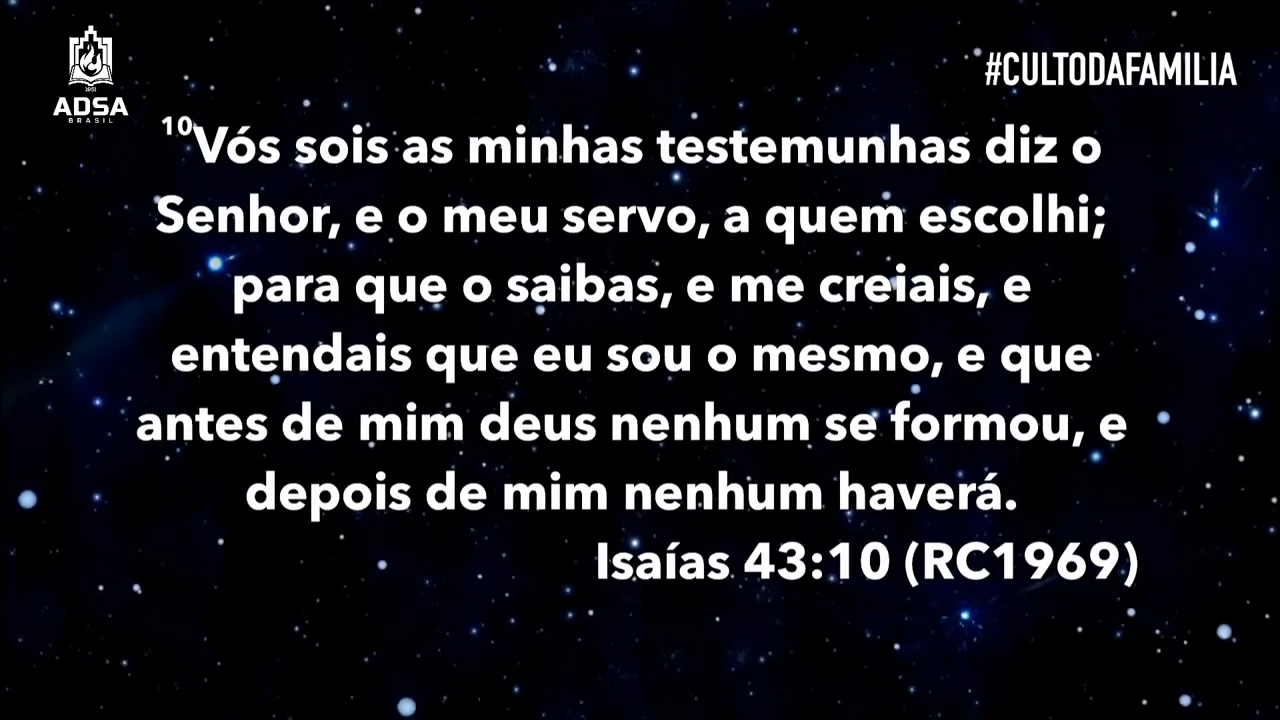 1951
ADSA
BRASIL
#CULTODAFAMILIA
10Vós sois as minhas testemunhas diz o
Senhor, e o meu servo, a quem escolhi;
para que o saibas, e me creiais, e
entendais que eu sou o mesmo, e que
antes de mim deus nenhum se formou, e
depois de mim nenhum haverá.
Isaías 43:10 (RC1969)